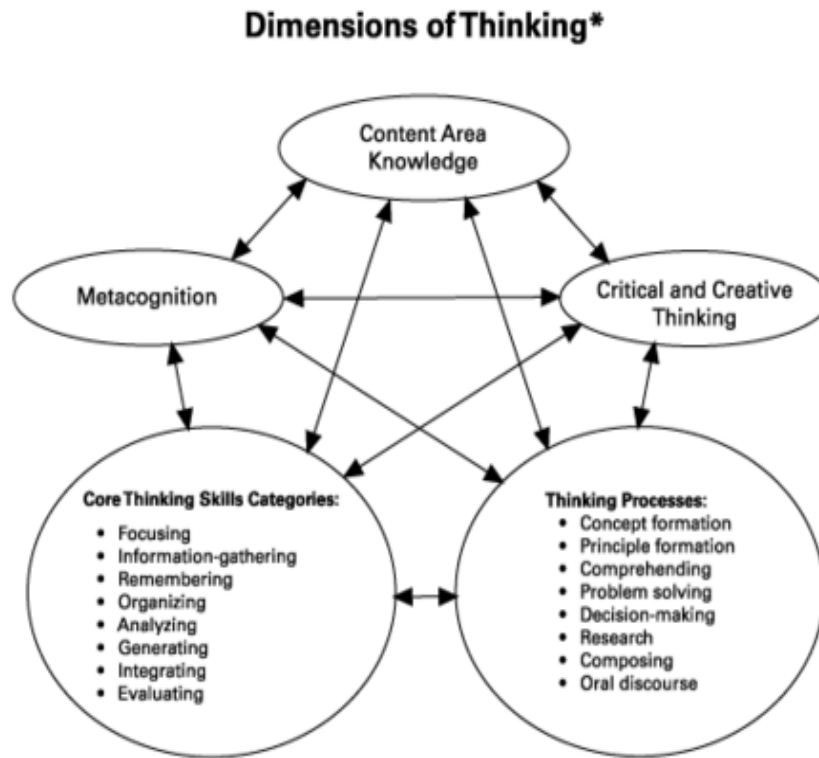 Dimensions of Thinking*
Content Area
Knowledge
Metacognition
Critical and Creative
Thinking
Core Thinking Skills Categories:
• Focusing
• Information-gathering
• Remembering
• Organizing
• Analyzing
• Generating
• Integrating
• Evaluating
Thinking Processes:
• Concept formation
• Principle formation
• Comprehending
• Problem solving
• Decision-making
• Research
• Composing
• Oral discourse